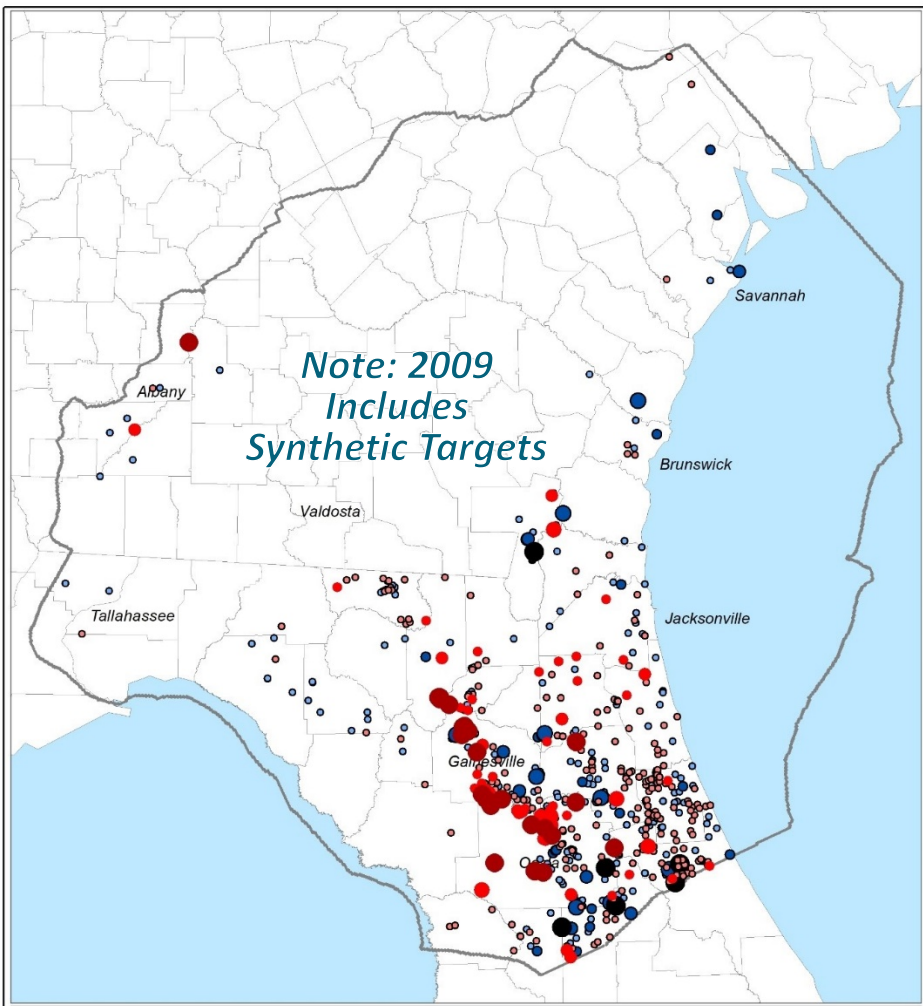 Savannah
Note: 2009
Includes
Synthetic Targets
Albany
Brunswick
Valdosta
Tallahassee
Jacksonville
Gainesville